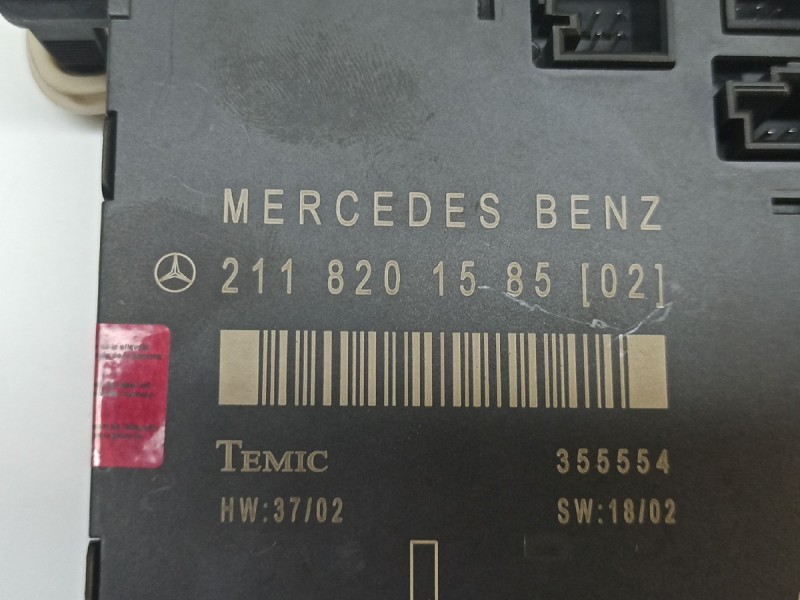 MERCEDES BENZ
211 820 15 85 [02]
TEMIC 355554
HW:37/02 SW:18/02